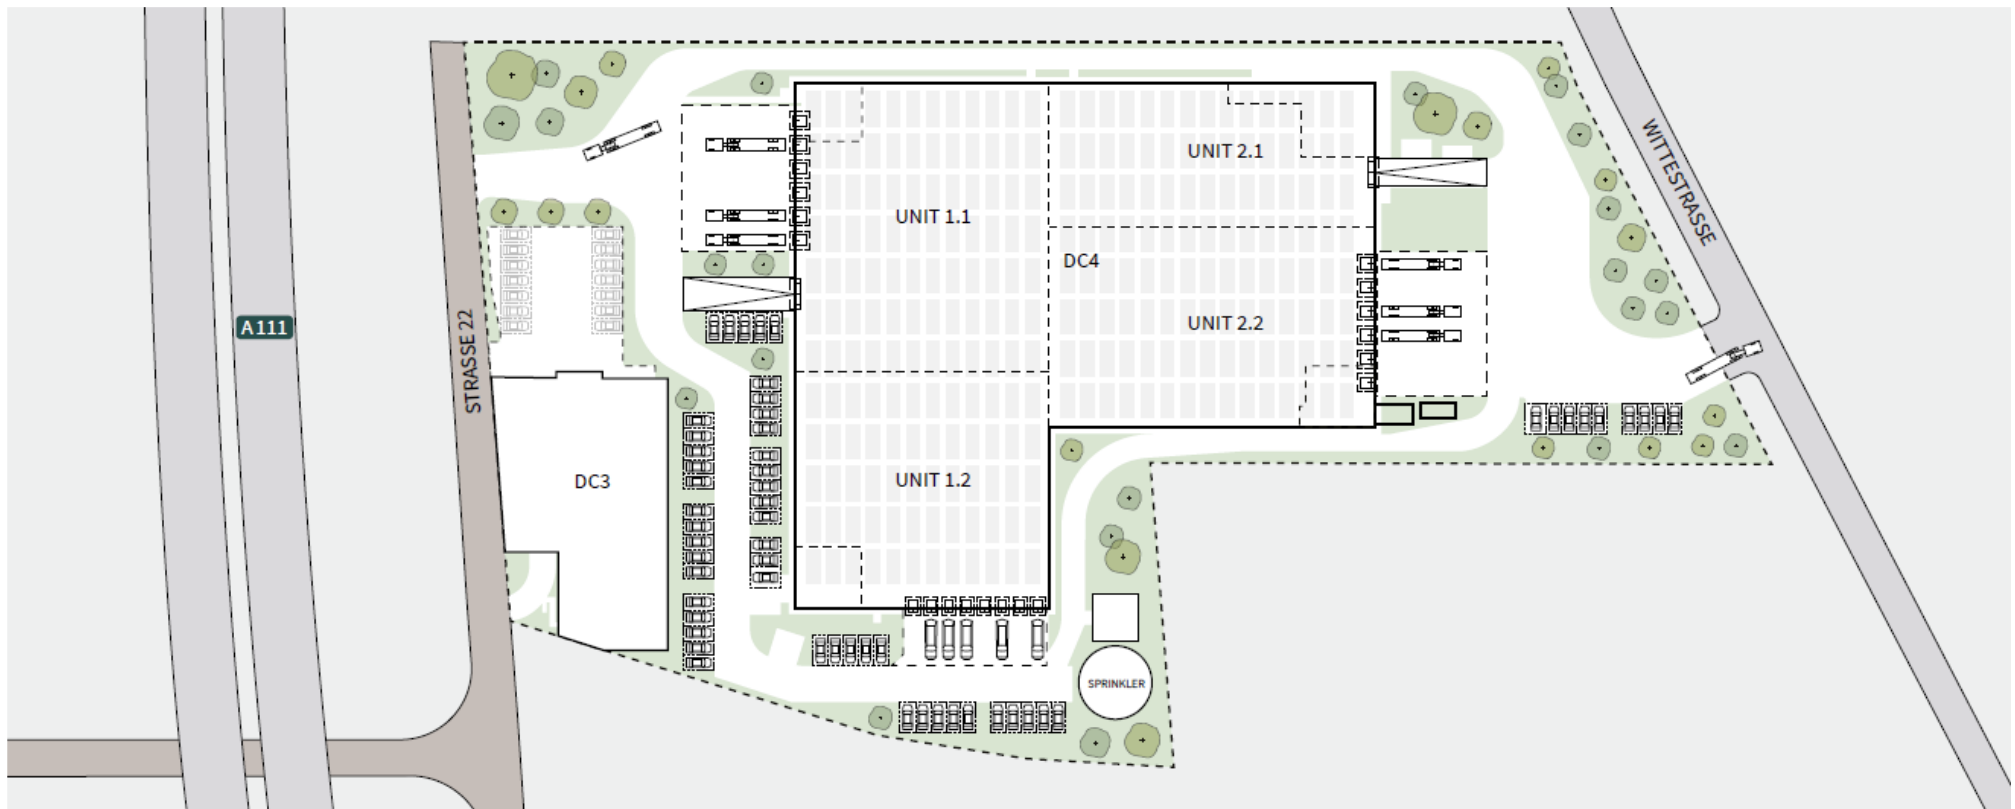 WITTESTRASSE
UNIT 2.1
UNIT 1.1
DC4
UNIT 2.2
A111
STRASSE 22
UNIT 1.2
DC3
SPRINKLER